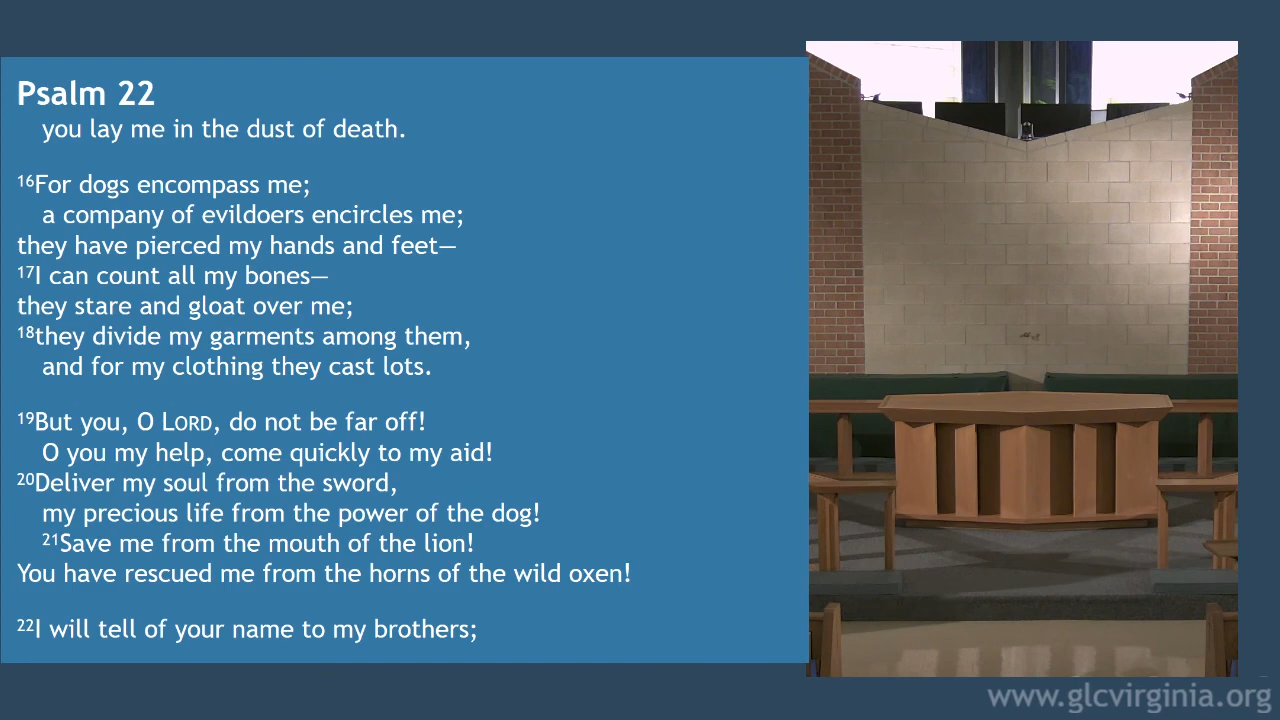 Psalm 22
you lay me in the dust of death.
¹⁶For dogs encompass me;
a company of evildoers encircles me;
they have pierced my hands and feet—
¹⁷I can count all my bones—
they stare and gloat over me;
¹⁸they divide my garments among them,
and for my clothing they cast lots.
¹⁹But you, O LORD, do not be far off!
O you my help, come quickly to my aid!
²⁰Deliver my soul from the sword,
my precious life from the power of the dog!
²¹Save me from the mouth of the lion!
You have rescued me from the horns of the wild oxen!
²²I will tell of your name to my brothers;
www.glcvirginia.org